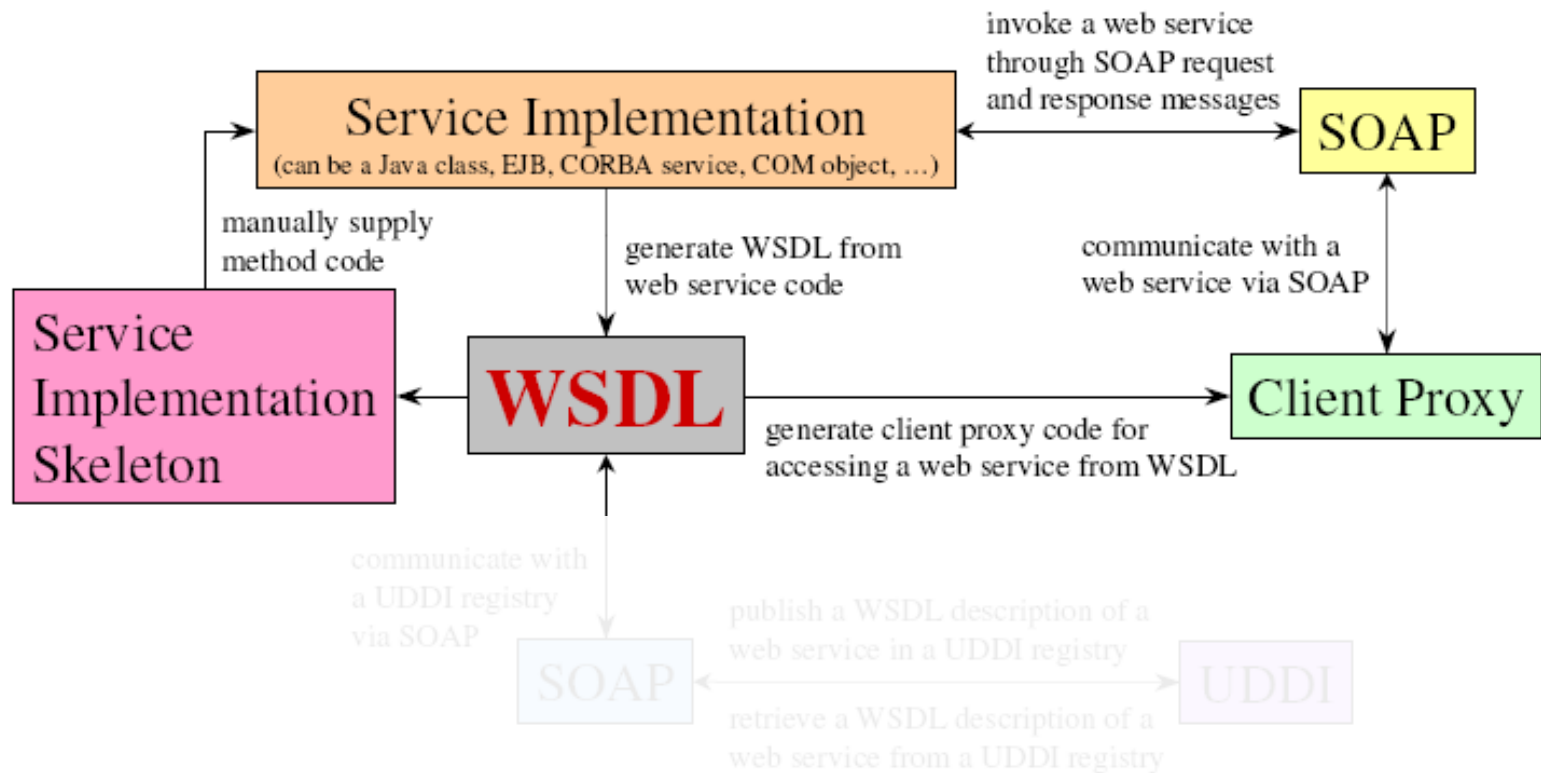 invoke a web service
through SOAP request
and response messages
Service Implementation
(can be a Java class, EJB, CORBA service, COM object, …)
SOAP
manually supply
method code
generate WSDL from
web service code
communicate with a
web service via SOAP
Service
Implementation
Skeleton
WSDL
Client Proxy
generate client proxy code for
accessing a web service from WSDL
communicate with
a UDDI registry
via SOAP
publish a WSDL description of a
web service in a UDDI registry
SOAP
UDDI
retrieve a WSDL description of a
web service from a UDDI registry